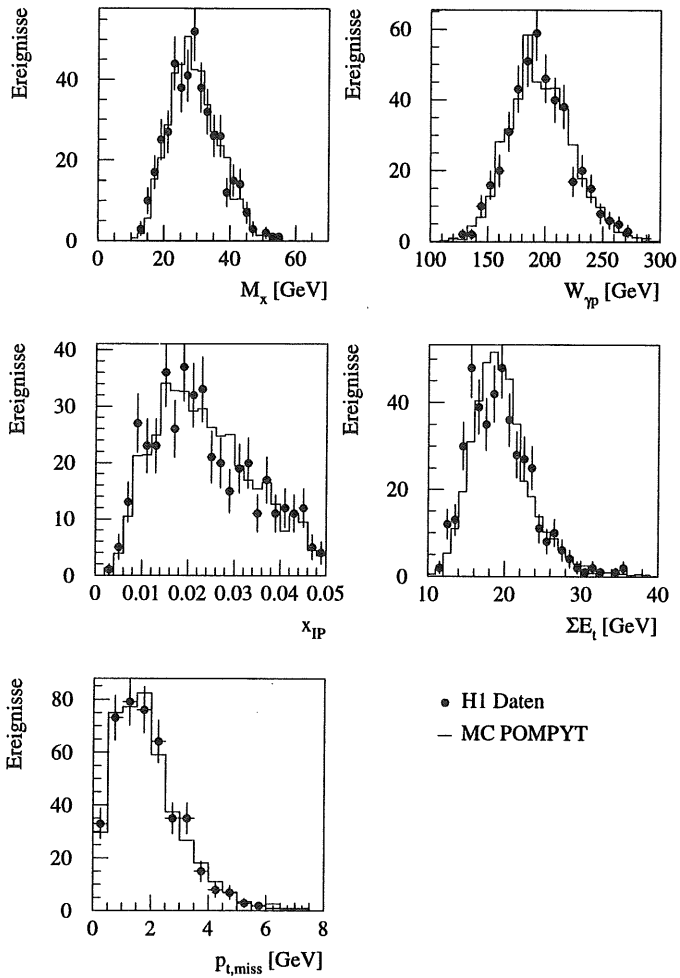 Ereignisse
40
20
0
0 20 40 60
M_x [GeV]
Ereignisse
60
40
20
0
100 150 200 250 300
W_γp [GeV]
Ereignisse
40
30
20
10
0
0 0.01 0.02 0.03 0.04 0.05
x_IP
Ereignisse
40
20
0
10 20 30 40
ΣE_t [GeV]
Ereignisse
80
60
40
20
0
0 2 4 6 8
p_t,miss [GeV]
H1 Daten
MC POMPYT